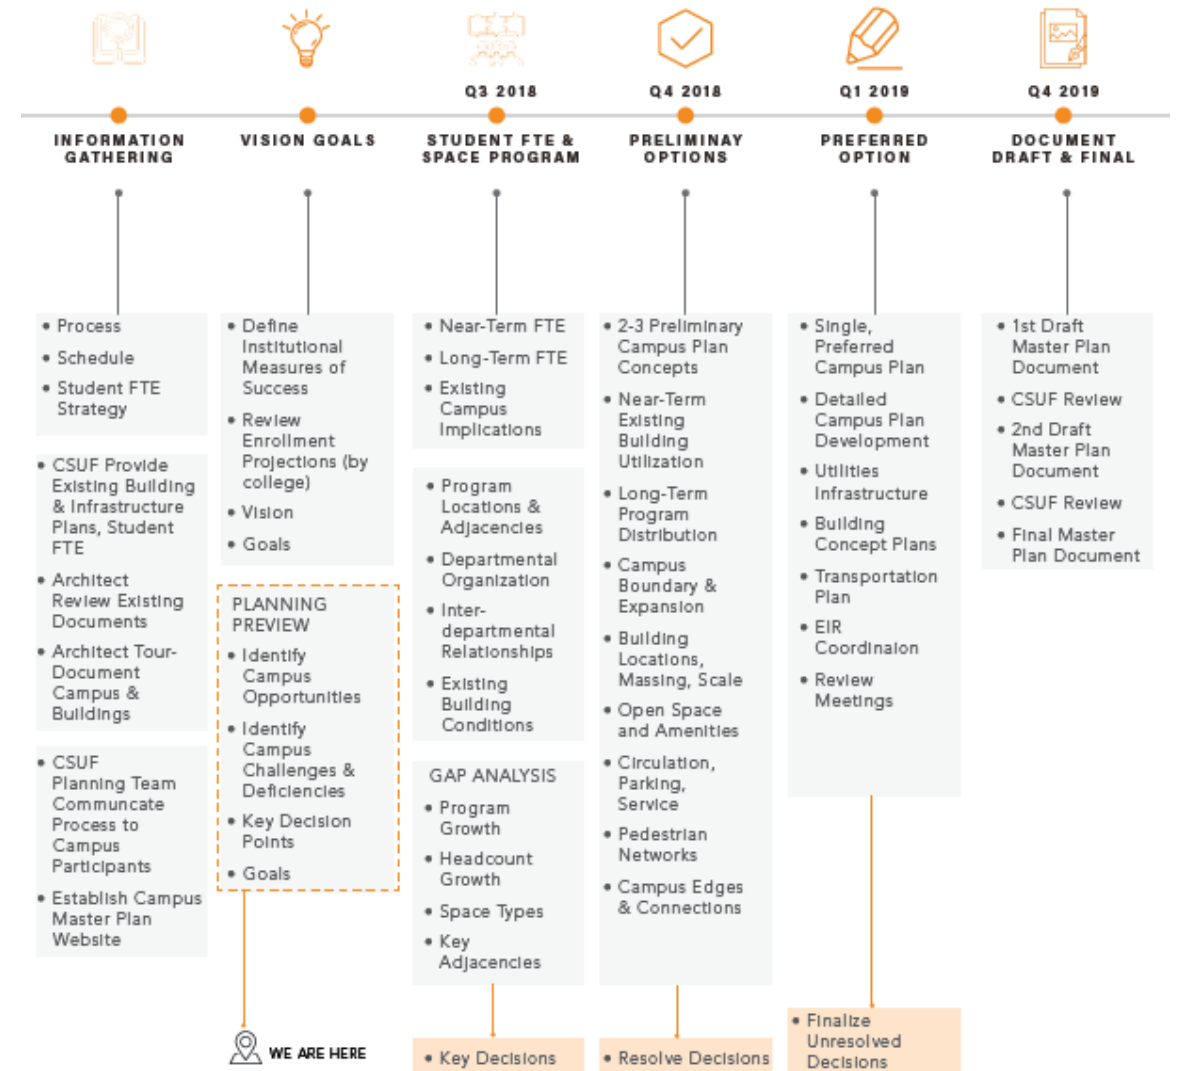 Q3 2018
Q4 2018
Q1 2019
Q4 2019
INFORMATION
GATHERING
VISION GOALS
STUDENT FTE &
SPACE PROGRAM
PRELIMINAY
OPTIONS
PREFERRED
OPTION
DOCUMENT
DRAFT & FINAL
• Process
• Schedule
• Student FTE
Strategy
• CSUF Provide
Existing Building
& Infrastructure
Plans, Student
FTE
• Architect
Review Existing
Documents
• Architect Tour-
Document
Campus &
Buildings
• CSUF
Planning Team
Communcate
Process to
Campus
Participants
• Establish Campus
Master Plan
Website
• Define
Institutional
Measures of
Success
• Review
Enrollment
Projections (by
college)
• Vision
• Goals
PLANNING
PREVIEW
• Identify
Campus
Opportunities
• Identify
Campus
Challenges &
Deficiencies
• Key Decision
Points
• Goals
WE ARE HERE
• Near-Term FTE
• Long-Term FTE
• Existing
Campus
Implications
• Program
Locations &
Adjacencies
• Departmental
Organization
• Inter-
departmental
Relationships
• Existing
Building
Conditions
GAP ANALYSIS
• Program
Growth
• Headcount
Growth
• Space Types
• Key
Adjacencies
• Key Decisions
• 2-3 Preliminary
Campus Plan
Concepts
• Near-Term
Existing
Building
Utilization
• Long-Term
Program
Distribution
• Campus
Boundary &
Expansion
• Building
Locations,
Massing, Scale
• Open Space
and Amenities
• Circulation,
Parking,
Service
• Pedestrian
Networks
• Campus Edges
& Connections
• Resolve Decisions
• Single,
Preferred
Campus Plan
• Detailed
Campus Plan
Development
• Utilities
Infrastructure
• Building
Concept Plans
• Transportation
Plan
• EIR
Coordinaion
• Review
Meetings
• Finalize
Unresolved
Decisions
• 1st Draft
Master Plan
Document
• CSUF Review
• 2nd Draft
Master Plan
Document
• CSUF Review
• Final Master
Plan Document